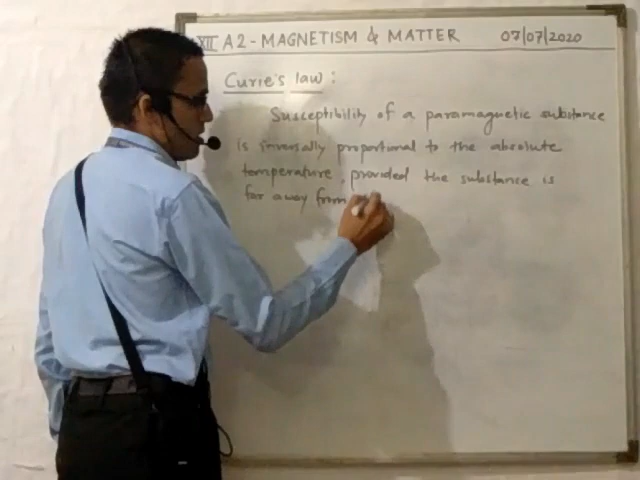 XII A2 - MAGNETISM & MATTER 07/07/2020
Curie's law :
Susceptibility of a paramagnetic substance
is inversally proportional to the absolute
temperature, provided the substance is
far away from